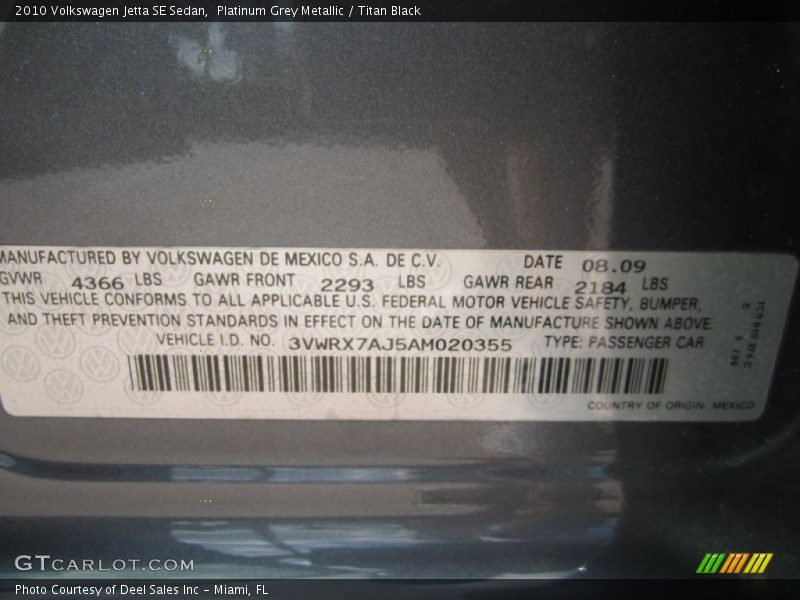 2010 Volkswagen Jetta SE Sedan, Platinum Grey Metallic / Titan Black
MANUFACTURED BY VOLKSWAGEN DE MEXICO S.A. DE C.V. DATE 08.09
GVWR 4366 LBS GAWR FRONT 2293 LBS GAWR REAR 2184 LBS
THIS VEHICLE CONFORMS TO ALL APPLICABLE U.S. FEDERAL MOTOR VEHICLE SAFETY, BUMPER,
AND THEFT PREVENTION STANDARDS IN EFFECT ON THE DATE OF MANUFACTURE SHOWN ABOVE.
VEHICLE I.D. NO. 3VWRX7AJ5AM020355 TYPE: PASSENGER CAR
COUNTRY OF ORIGIN: MEXICO
GTCARLOT.COM
Photo Courtesy of Deel Sales Inc - Miami, FL